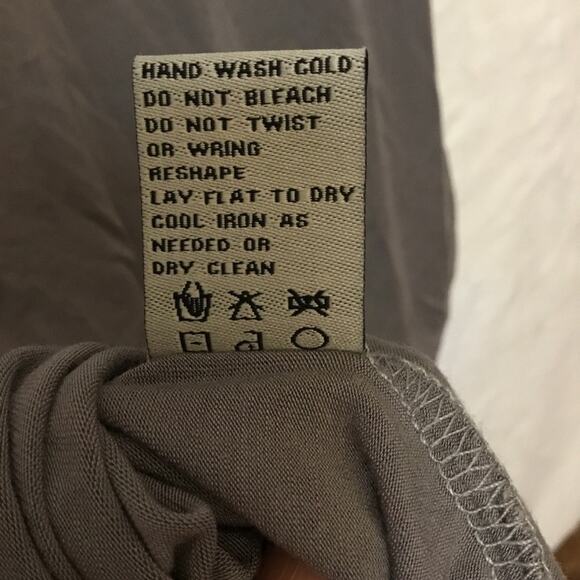 HAND WASH COLD
DO NOT BLEACH
DO NOT TWIST
OR WRING
RESHAPE
LAY FLAT TO DRY
COOL IRON AS
NEEDED OR
DRY CLEAN